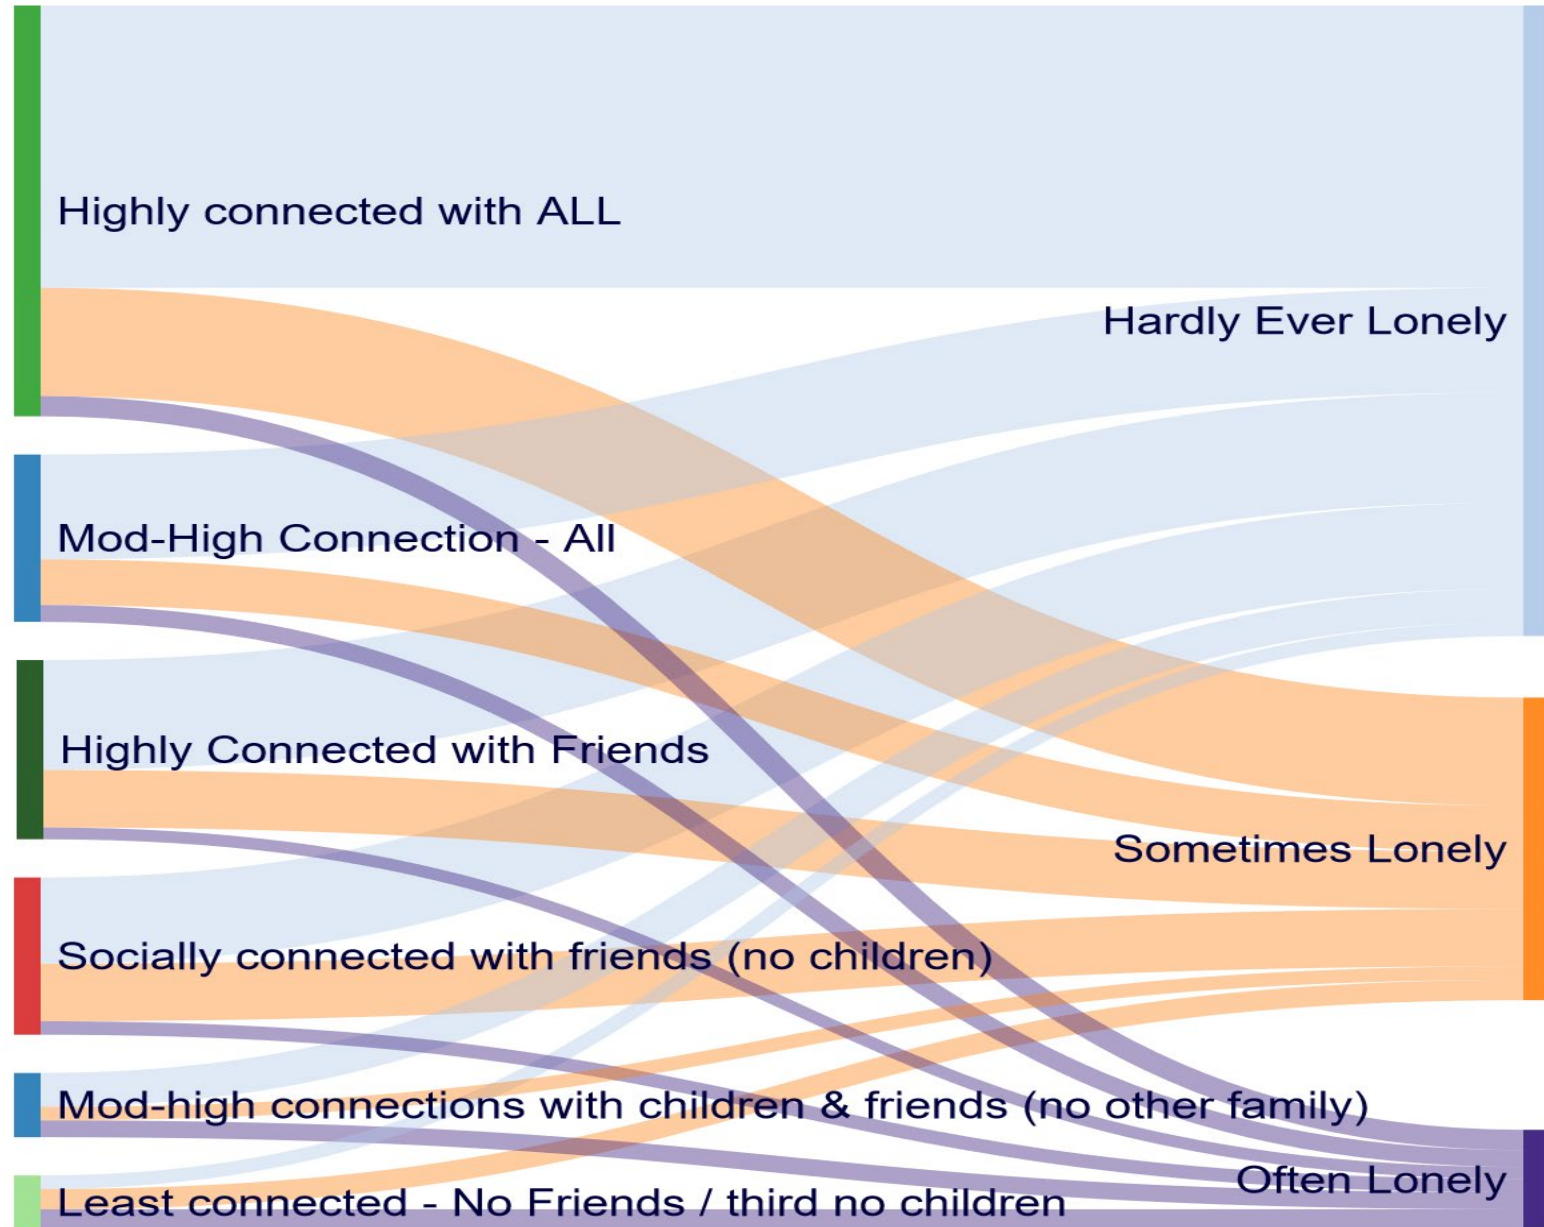 Highly connected with ALL
Hardly Ever Lonely
Mod-High Connection - All
Highly Connected with Friends
Sometimes Lonely
Socially connected with friends (no children)
Mod-high connections with children & friends (no other family)
Often Lonely
Least connected - No Friends / third no children